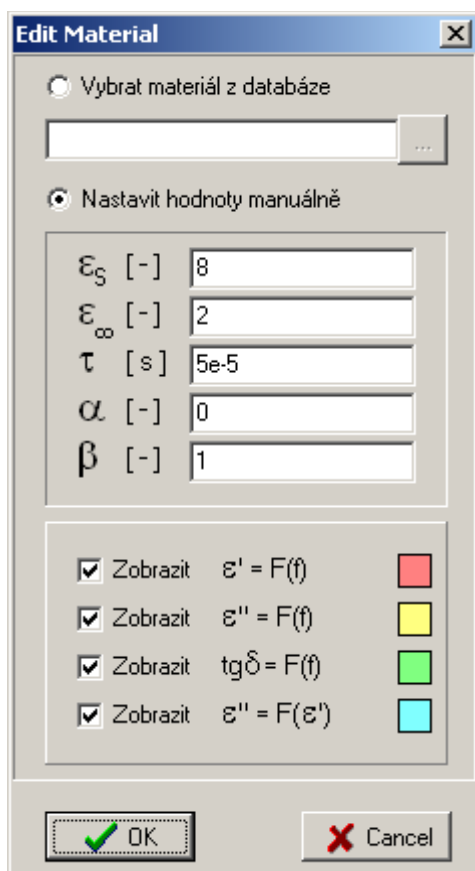 Edit Material
Vybrat materiál z databáze
...
Nastavit hodnoty manuálně
εS [-] 8
ε∞ [-] 2
τ [s] 5e-5
α [-] 0
β [-] 1
Zobrazit ε' = F(f)
Zobrazit ε'' = F(f)
Zobrazit tgδ = F(f)
Zobrazit ε'' = F(ε')
OK Cancel